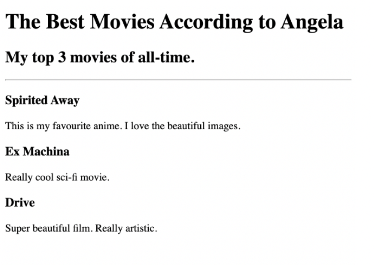 The Best Movies According to Angela
My top 3 movies of all-time.
Spirited Away
This is my favourite anime. I love the beautiful images.
Ex Machina
Really cool sci-fi movie.
Drive
Super beautiful film. Really artistic.